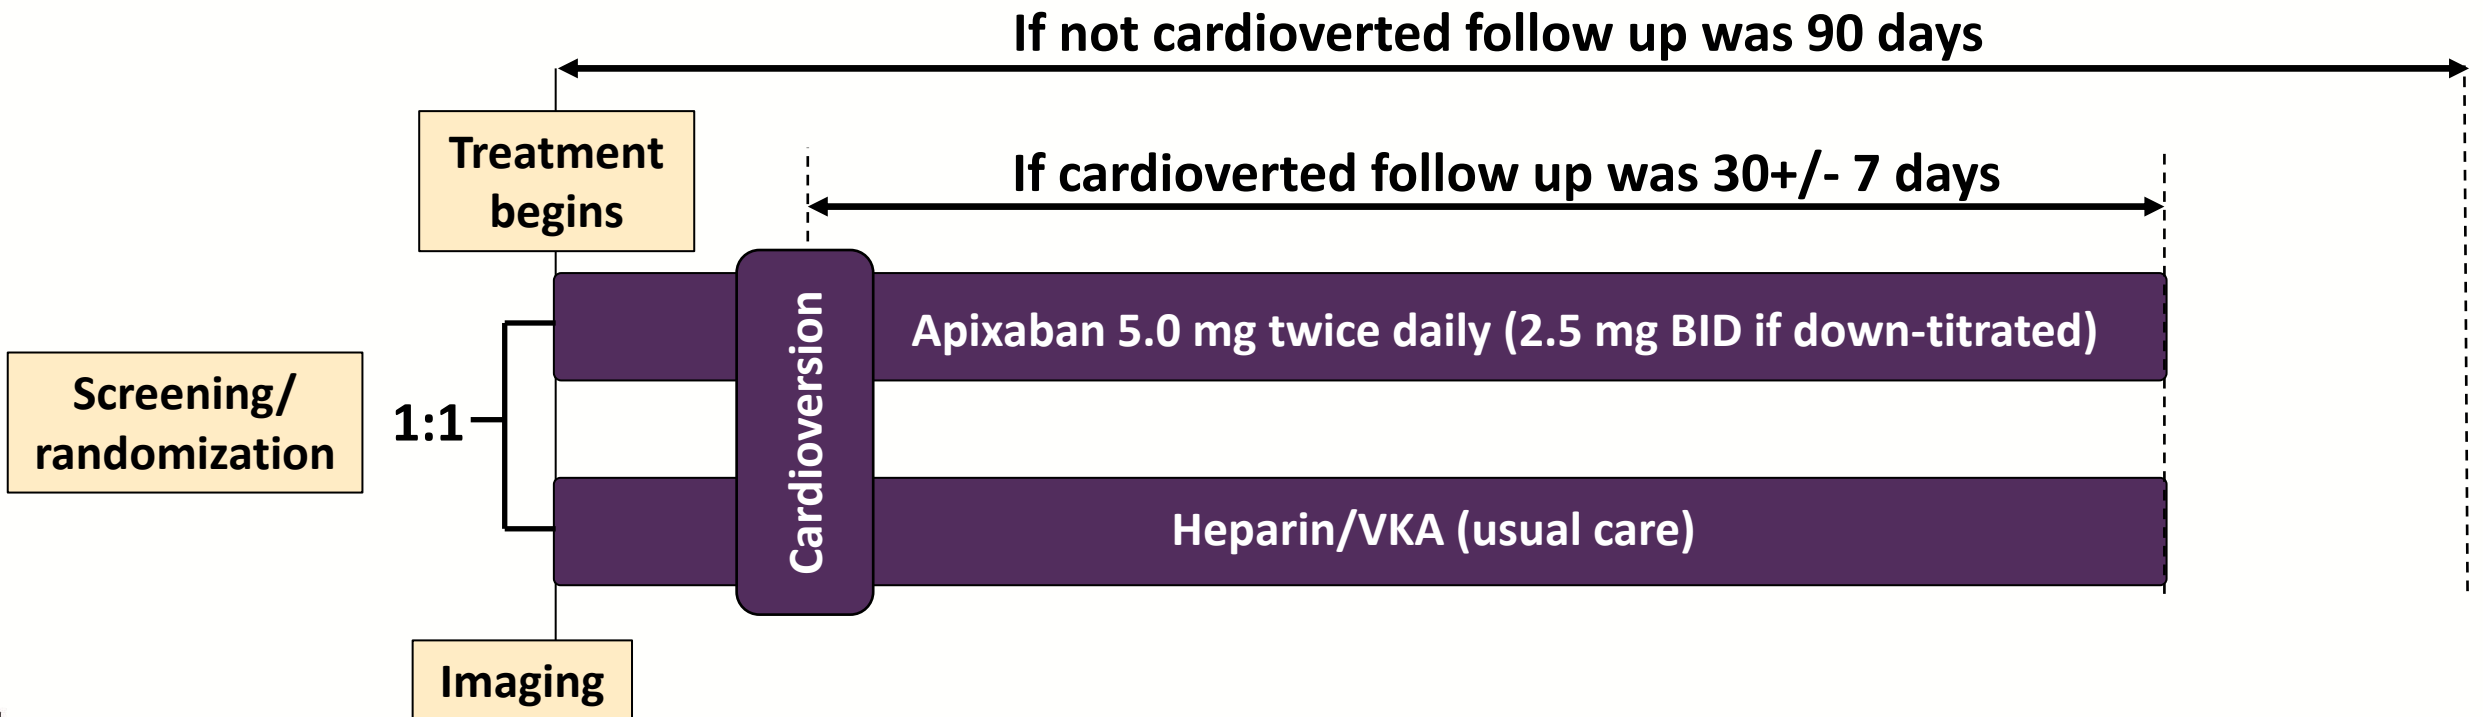 If not cardioverted follow up was 90 days
Treatment
begins
If cardioverted follow up was 30+/- 7 days
Cardioversion
Apixaban 5.0 mg twice daily (2.5 mg BID if down-titrated)
Screening/
randomization
1:1
Heparin/VKA (usual care)
Imaging